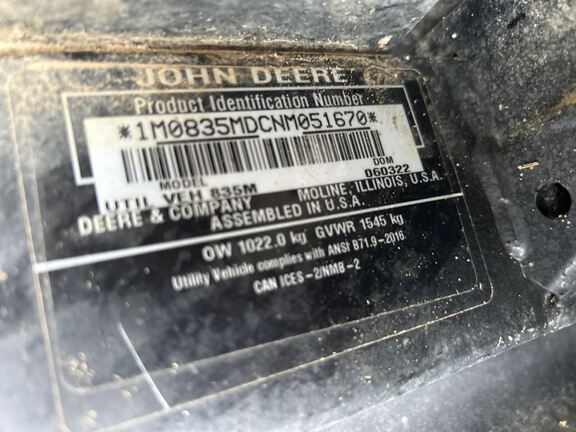 JOHN DEERE
Product Identification Number
*1M0835MDCNM051670*
MODEL DOM
UTIL VEH 835M 060322
DEERE & COMPANY MOLINE, ILLINOIS, U.S.A.
ASSEMBLED IN U.S.A.
OW 1022.0 kg GVWR 1545 kg
Utility Vehicle complies with ANSI B71.9-2016.
CAN ICES-2/NMB-2